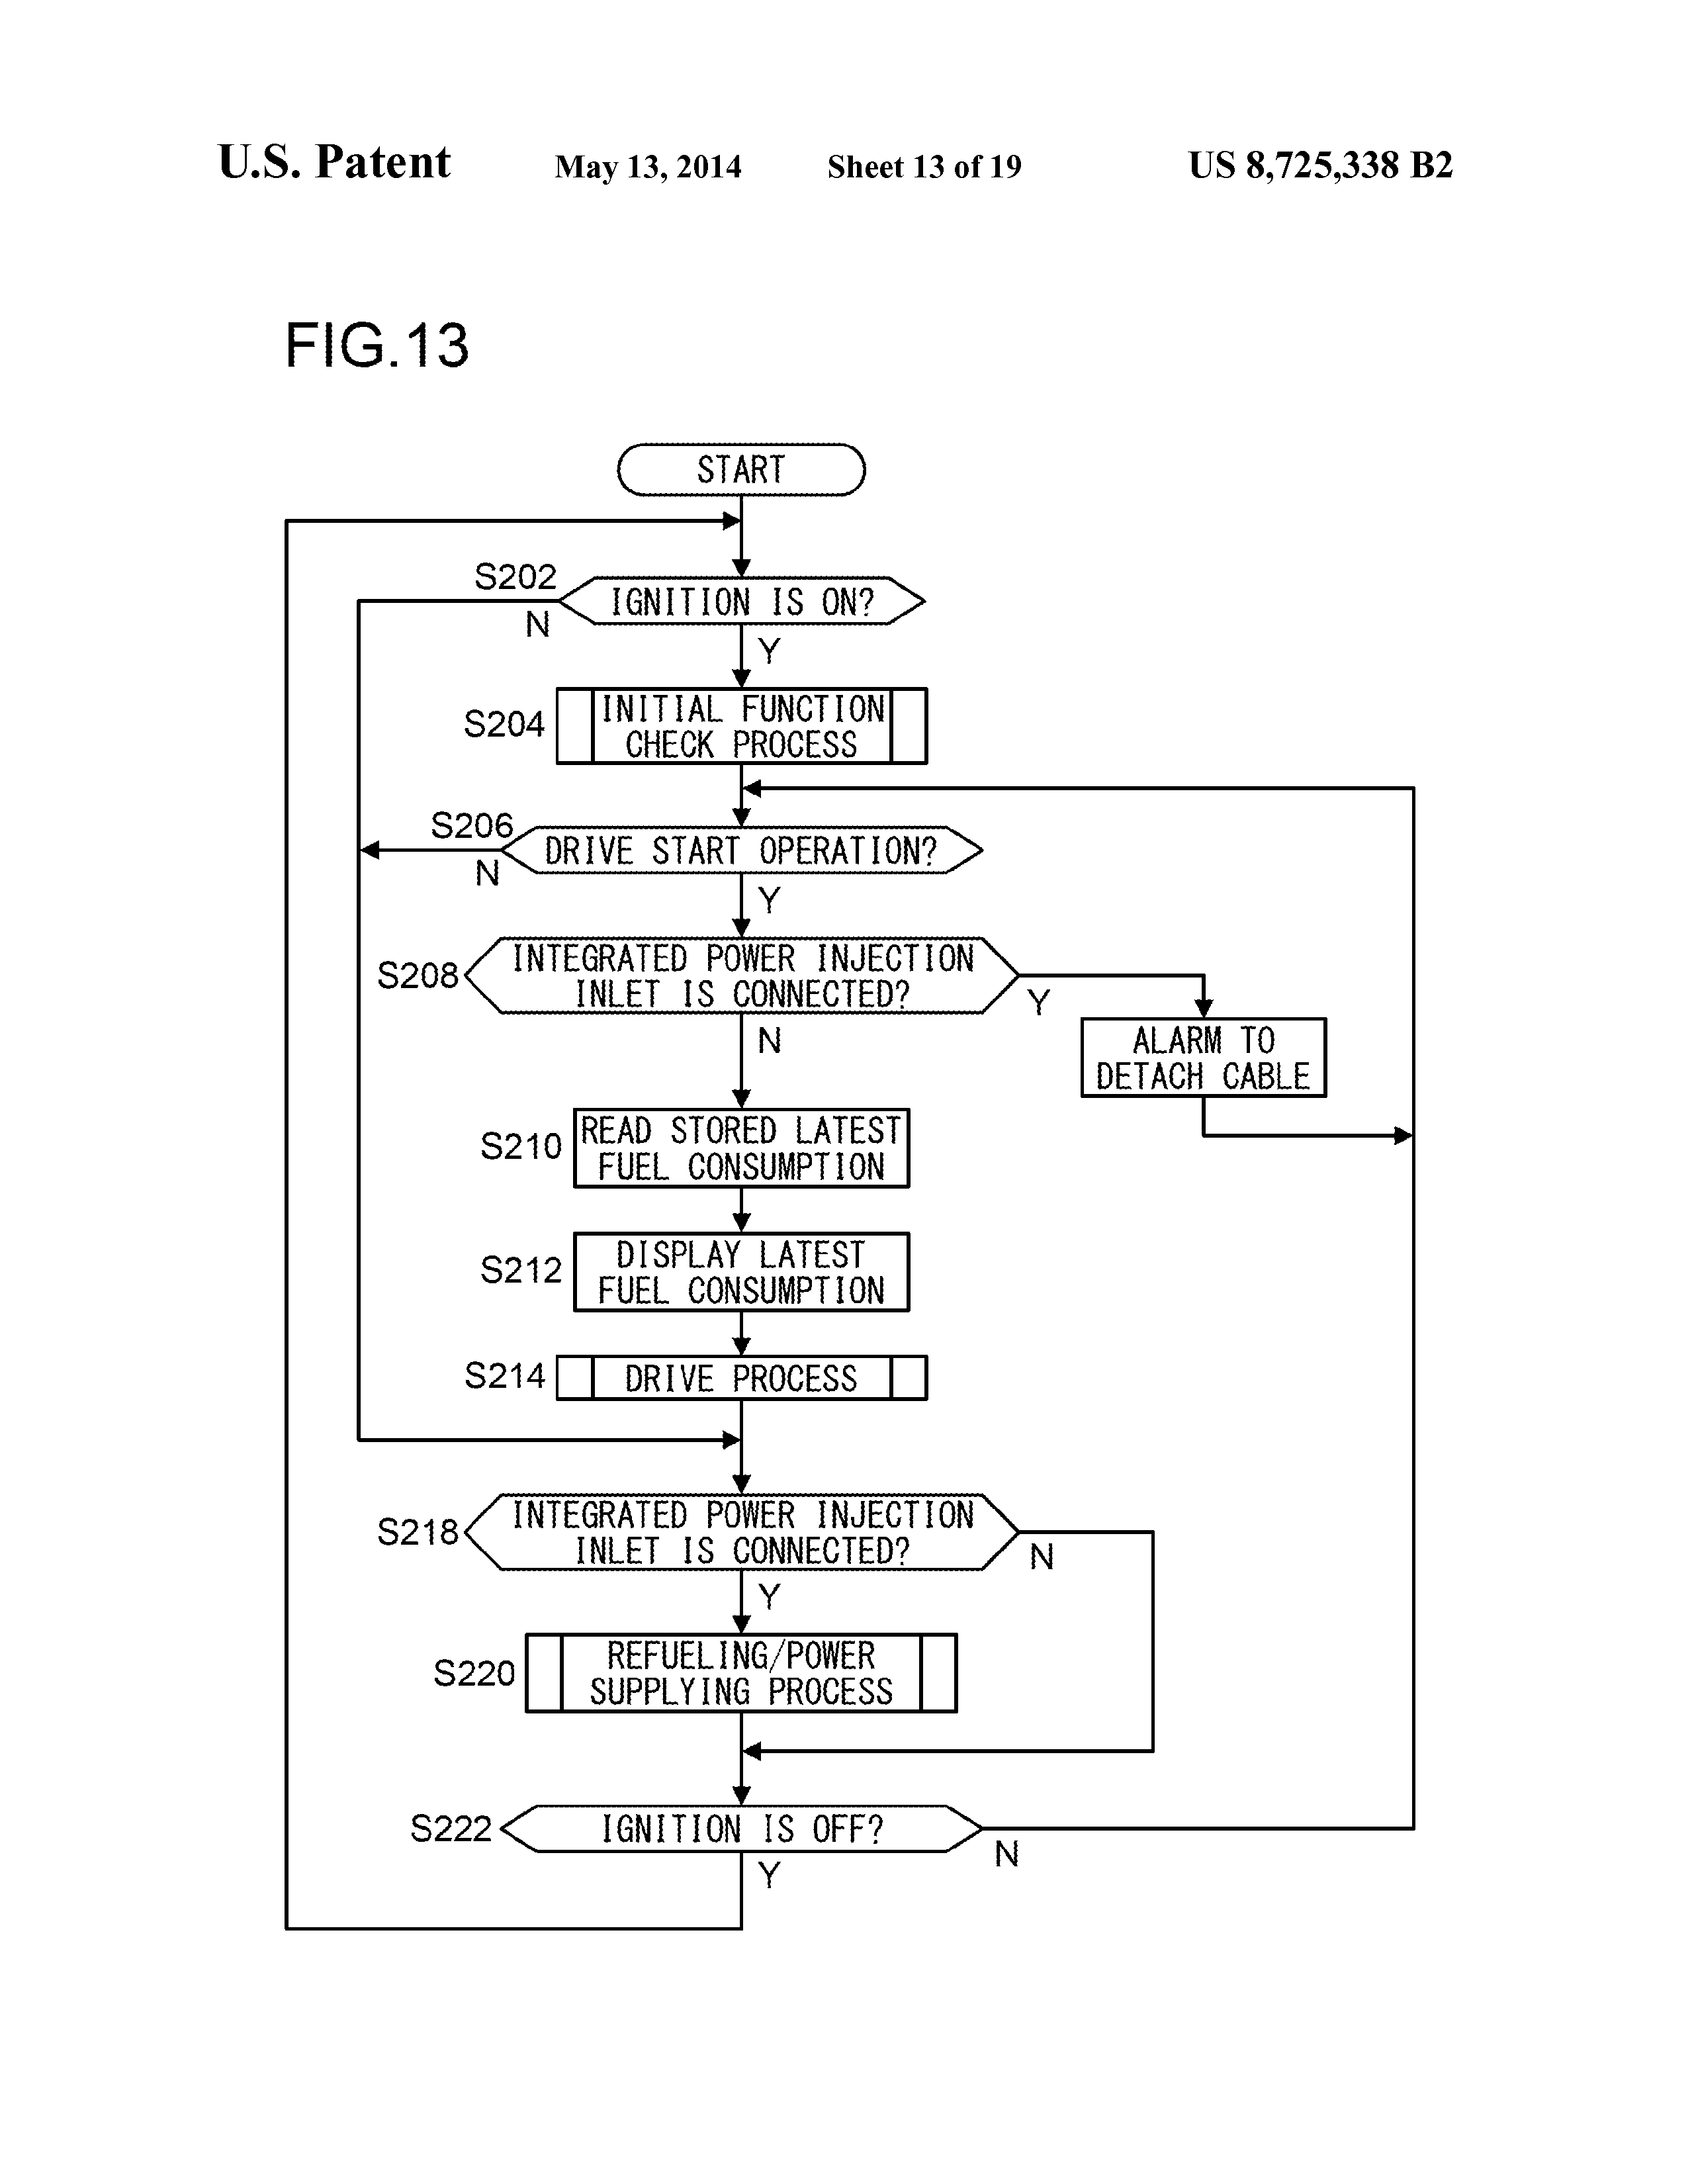 U.S. Patent May 13, 2014 Sheet 13 of 19 US 8,725,338 B2
FIG.13
START
S202
IGNITION IS ON?
N
Y
S204
INITIAL FUNCTION
CHECK PROCESS
S206
DRIVE START OPERATION?
N
Y
S208
INTEGRATED POWER INJECTION
INLET IS CONNECTED?
Y
N
ALARM TO
DETACH CABLE
S210
READ STORED LATEST
FUEL CONSUMPTION
S212
DISPLAY LATEST
FUEL CONSUMPTION
S214
DRIVE PROCESS
S218
INTEGRATED POWER INJECTION
INLET IS CONNECTED?
N
Y
S220
REFUELING/POWER
SUPPLYING PROCESS
S222
IGNITION IS OFF?
N
Y